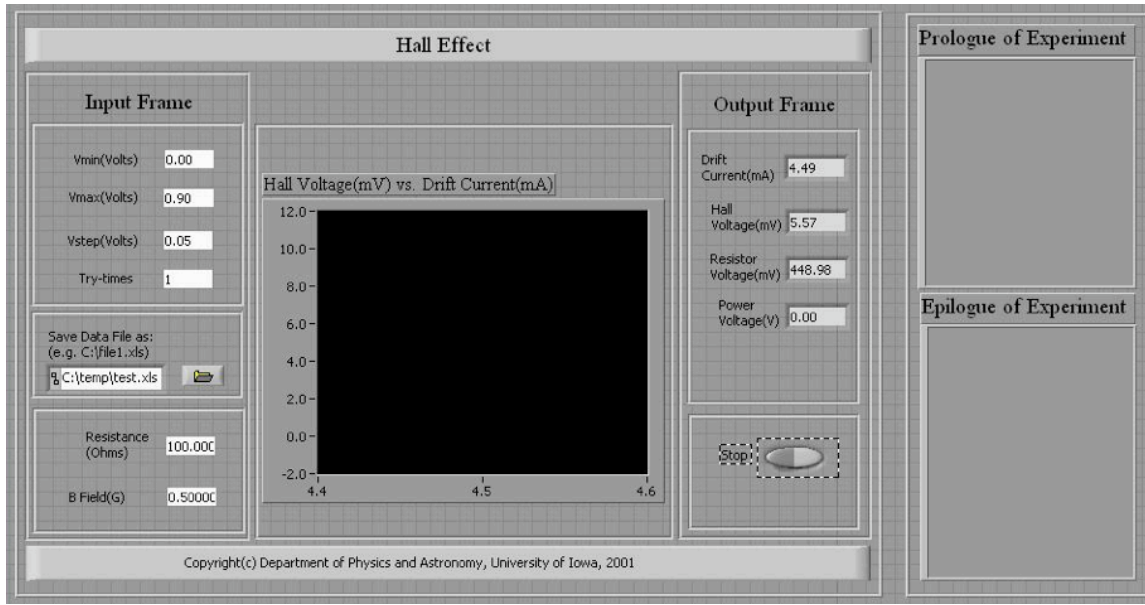 Hall Effect
Input Frame
Vmin(Volts) 0.00
Vmax(Volts) 0.90
Vstep(Volts) 0.05
Try-times 1
Save Data File as:
(e.g. C:\file1.xls)
C:\temp\test.xls
Resistance
(Ohms) 100.000
B Field(G) 0.5000
Hall Voltage(mV) vs. Drift Current(mA)
12.0
10.0
8.0
6.0
4.0
2.0
0.0
-2.0
4.4 4.5 4.6
Output Frame
Drift
Current(mA) 4.49
Hall
Voltage(mV) 5.57
Resistor
Voltage(mV) 448.98
Power
Voltage(V) 0.00
Stop
Copyright(c) Department of Physics and Astronomy, University of Iowa, 2001
Prologue of Experiment
Epilogue of Experiment